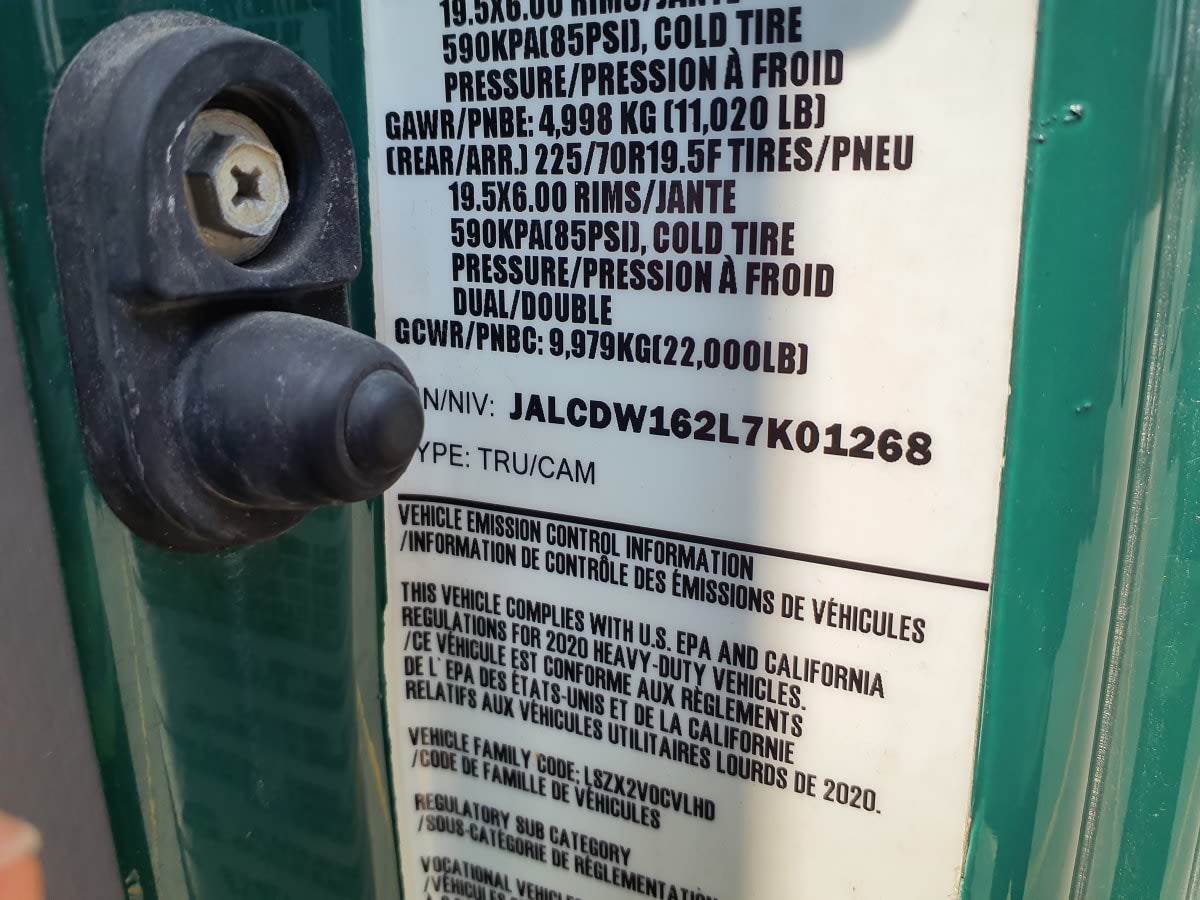 19.5X6.00 RIMS/JANTE
590KPA(85PSI), COLD TIRE
PRESSURE/PRESSION À FROID
GAWR/PNBE: 4,998 KG (11,020 LB)
(REAR/ARR.) 225/70R19.5F TIRES/PNEU
19.5X6.00 RIMS/JANTE
590KPA(85PSI), COLD TIRE
PRESSURE/PRESSION À FROID
DUAL/DOUBLE
GCWR/PNBC: 9,979KG(22,000LB)
N/NIV: JALCDW162L7K01268
YPE: TRU/CAM
VEHICLE EMISSION CONTROL INFORMATION
/INFORMATION DE CONTRÔLE DES ÉMISSIONS DE VÉHICULES
THIS VEHICLE COMPLIES WITH U.S. EPA AND CALIFORNIA
REGULATIONS FOR 2020 HEAVY-DUTY VEHICLES.
/CE VÉHICULE EST CONFORME AUX RÈGLEMENTS
DE L' EPA DES ÉTATS-UNIS ET DE LA CALIFORNIE
RELATIFS AUX VÉHICULES UTILITAIRES LOURDS DE 2020.
VEHICLE FAMILY CODE: LSZX2VOCVLHD
/CODE DE FAMILLE DE VÉHICULES
REGULATORY SUB CATEGORY
/SOUS-CATÉGORIE DE RÉGLEMENTATION
VOCATIONAL VEHICL